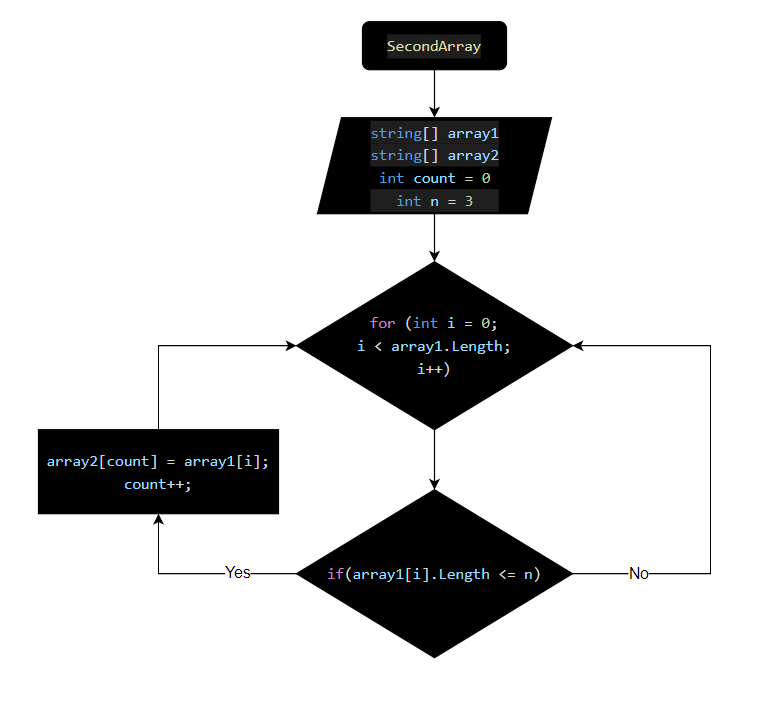 SecondArray
string[] array1
string[] array2
int count = 0
int n = 3
for (int i = 0;
i < array1.Length;
i++)
array2[count] = array1[i];
count++;
if(array1[i].Length <= n)
Yes
No